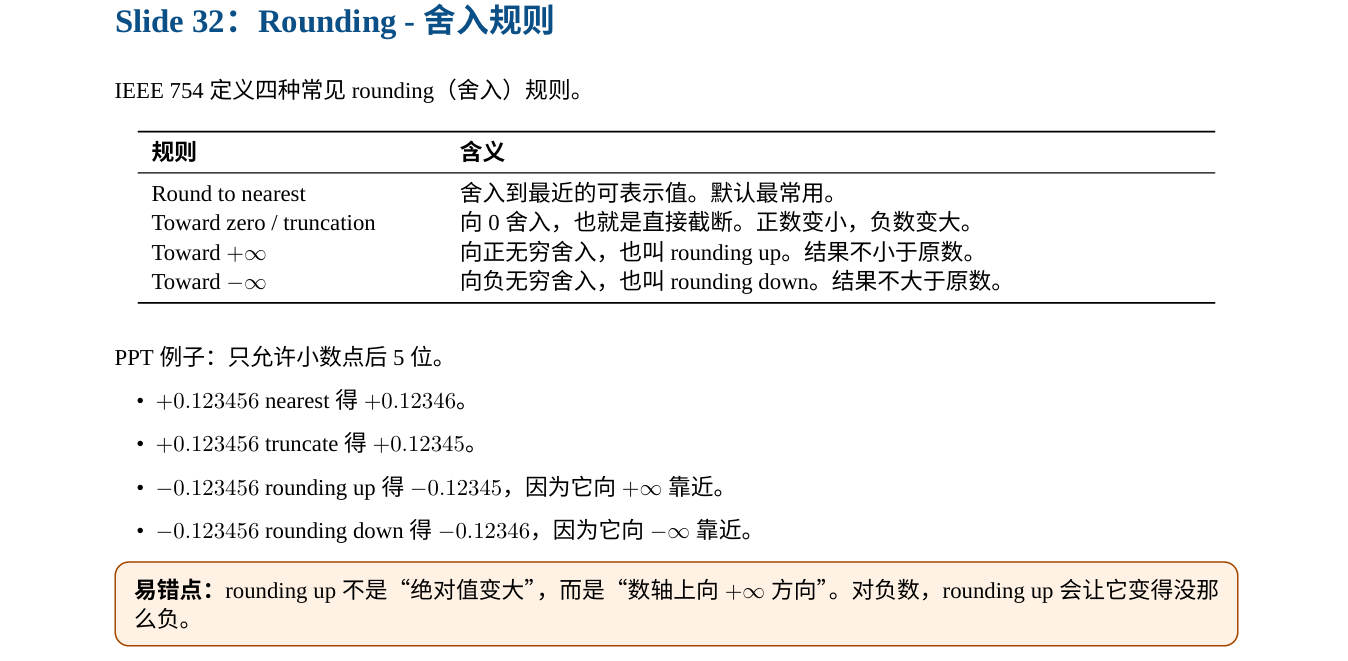 Slide 32：Rounding - 舍入规则
IEEE 754 定义四种常见 rounding（舍入）规则。
规则 含义
Round to nearest 舍入到最近的可表示值。默认最常用。
Toward zero / truncation 向 0 舍入，也就是直接截断。正数变小，负数变大。
Toward +∞ 向正无穷舍入，也叫 rounding up。结果不小于原数。
Toward −∞ 向负无穷舍入，也叫 rounding down。结果不大于原数。
PPT 例子：只允许小数点后 5 位。
• +0.123456 nearest 得 +0.12346。
• +0.123456 truncate 得 +0.12345。
• −0.123456 rounding up 得 −0.12345，因为它向 +∞ 靠近。
• −0.123456 rounding down 得 −0.12346，因为它向 −∞ 靠近。
易错点：rounding up 不是“绝对值变大”，而是“数轴上向 +∞ 方向”。对负数，rounding up 会让它变得没那
么负。